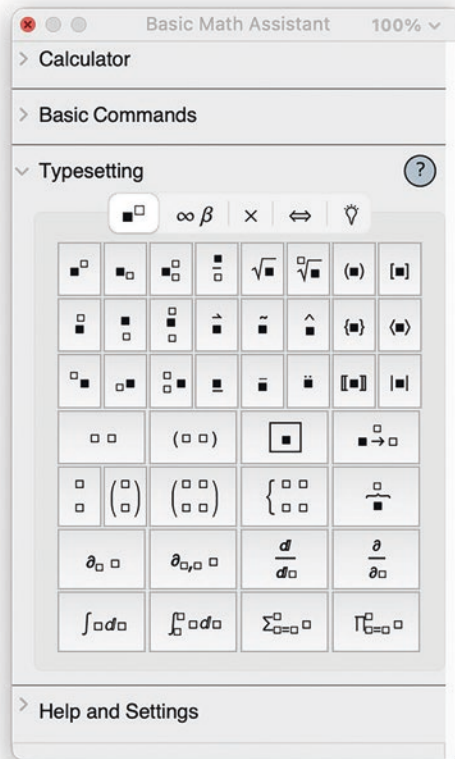 Basic Math Assistant 100%
Calculator
Basic Commands
Typesetting ?
■□ ∞ β × ⇔
■□ ■□ ■□□ ■/□ √■ □√■ (■) [■]
□■ ■□ □■□ ■⃑ ■̃ ■̂ {■} ⟨■⟩
□■ □■ □□■ ■̲ ■̄ ■̈ ⟦■⟧ |■|
□ □ (□ □) ■ ■→□
□ □ (□ □) (□ □ □ □) { □ □ □ □ □⏞■
∂□ □ ∂□,□ □ ⅆ/ⅆ□ ∂/∂□
∫□ⅆ□ ∫□□□ⅆ□ Σ□□=□ □ Π□□=□ □
Help and Settings